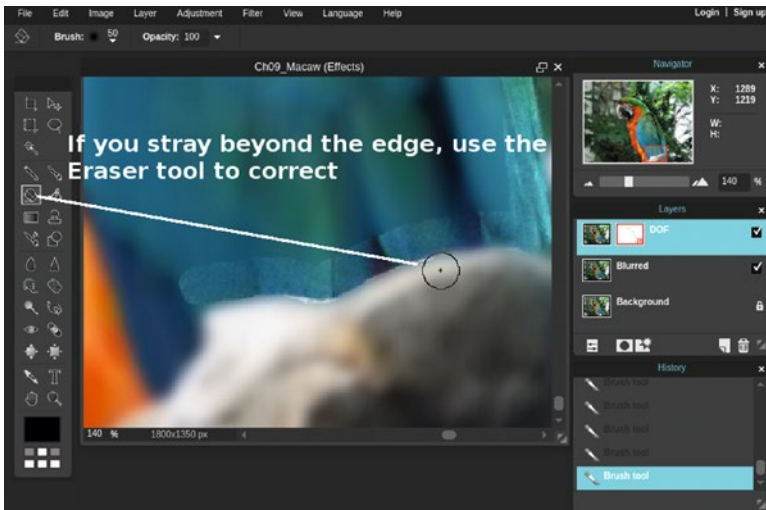 File Edit Image Layer Adjustment Filter View Language Help Login | Sign up
Brush: 50 Opacity: 100
Ch09_Macaw (Effects)
If you stray beyond the edge, use the
Eraser tool to correct
140 % 1800x1350 px
Navigator
X: 1289
Y: 1219
W:
H:
140 %
Layers
DOF
Blurred
Background
History
Brush tool
Brush tool
Brush tool
Brush tool
Brush tool